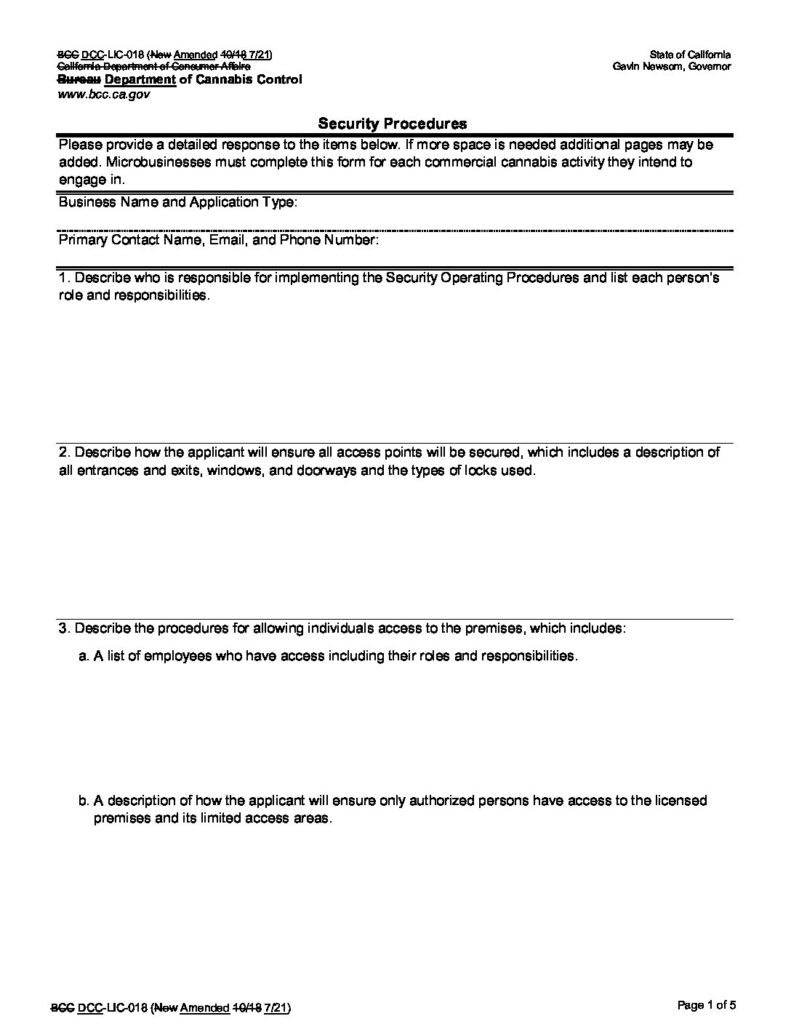 BCC DCC-LIC-018 (New Amended 10/18 7/21)
California Department of Consumer Affairs
Bureau Department of Cannabis Control
www.bcc.ca.gov
State of California
Gavin Newsom, Governor
Security Procedures
Please provide a detailed response to the items below. If more space is needed additional pages may be
added. Microbusinesses must complete this form for each commercial cannabis activity they intend to
engage in.
Business Name and Application Type:
Primary Contact Name, Email, and Phone Number:
1. Describe who is responsible for implementing the Security Operating Procedures and list each person's
role and responsibilities.
2. Describe how the applicant will ensure all access points will be secured, which includes a description of
all entrances and exits, windows, and doorways and the types of locks used.
3. Describe the procedures for allowing individuals access to the premises, which includes:
a. A list of employees who have access including their roles and responsibilities.
b. A description of how the applicant will ensure only authorized persons have access to the licensed
premises and its limited access areas.
BCC DCC-LIC-018 (New Amended 10/18 7/21)
Page 1 of 5